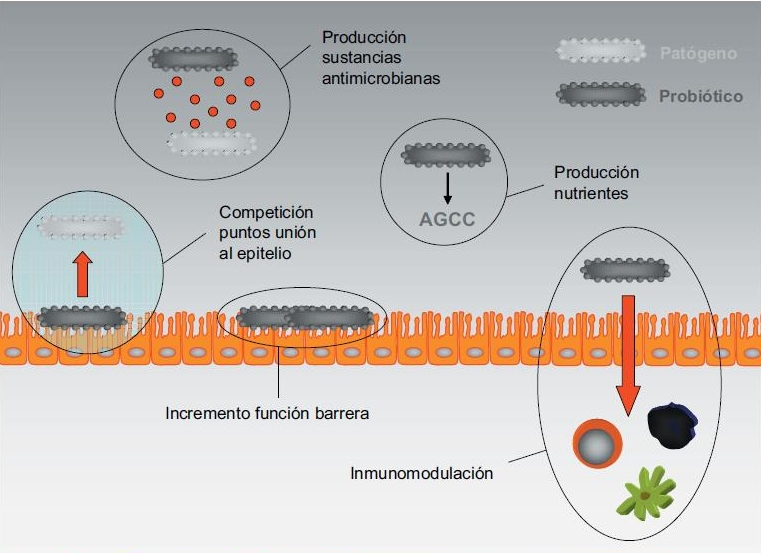 Producción
sustancias
antimicrobianas
Patógeno
Probiótico
Producción
nutrientes
AGCC
Competición
puntos unión
al epitelio
Incremento función barrera
Inmunomodulación